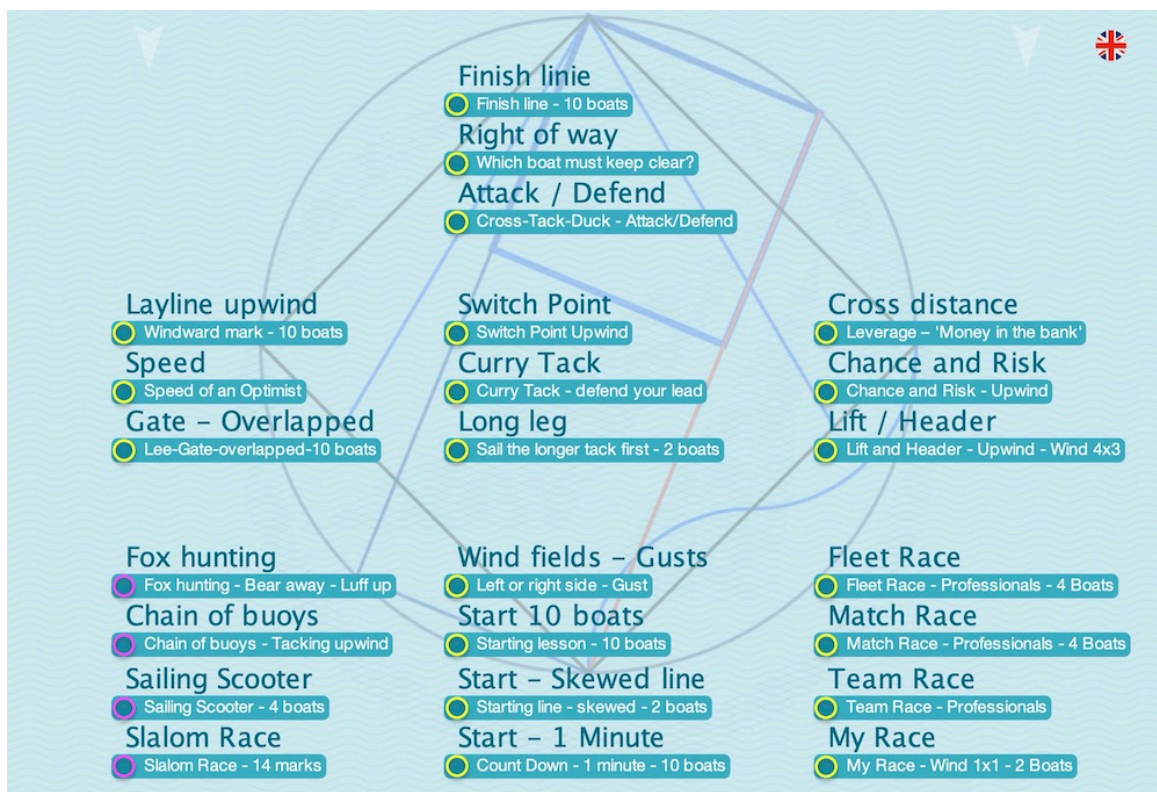 Finish linie
Finish line - 10 boats
Right of way
Which boat must keep clear?
Attack / Defend
Cross-Tack-Duck - Attack/Defend
Layline upwind
Windward mark - 10 boats
Speed
Speed of an Optimist
Gate – Overlapped
Lee-Gate-overlapped-10 boats
Switch Point
Switch Point Upwind
Curry Tack
Curry Tack - defend your lead
Long leg
Sail the longer tack first - 2 boats
Cross distance
Leverage – 'Money in the bank'
Chance and Risk
Chance and Risk - Upwind
Lift / Header
Lift and Header - Upwind - Wind 4x3
Fox hunting
Fox hunting - Bear away - Luff up
Chain of buoys
Chain of buoys - Tacking upwind
Sailing Scooter
Sailing Scooter - 4 boats
Slalom Race
Slalom Race - 14 marks
Wind fields – Gusts
Left or right side - Gust
Start 10 boats
Starting lesson - 10 boats
Start – Skewed line
Starting line - skewed - 2 boats
Start – 1 Minute
Count Down - 1 minute - 10 boats
Fleet Race
Fleet Race - Professionals - 4 Boats
Match Race
Match Race - Professionals - 4 Boats
Team Race
Team Race - Professionals
My Race
My Race - Wind 1x1 - 2 Boats